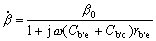 β̇ = β₀ / (1 + jω(C_b'e + C_b'c)r_b'e)